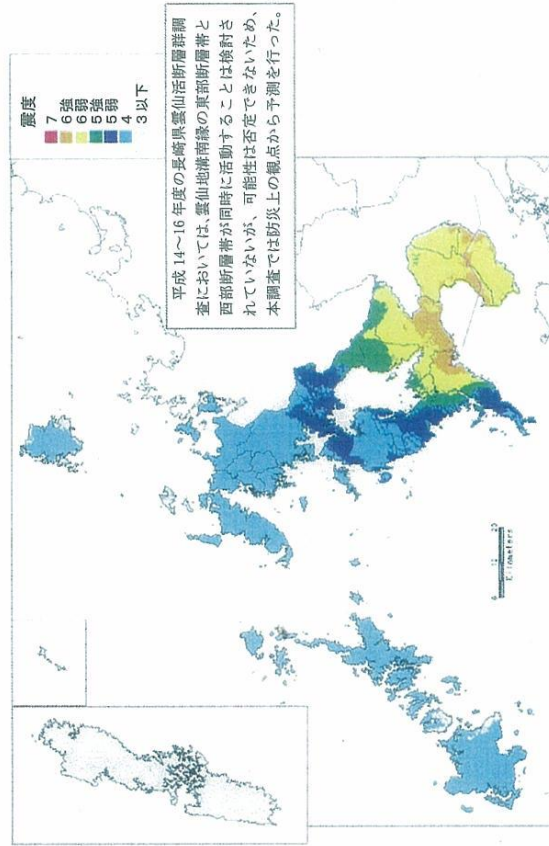 震度
7
6強
6弱
5強
5弱
4
3以下
平成 14～16 年度の長崎県雲仙活断層群調
査においては、雲仙地溝南縁の東部断層帯と
西部断層帯が同時に活動することは検討さ
れていないが、可能性は否定できないため、
本調査では防災上の観点から予測を行った。
Kilometers